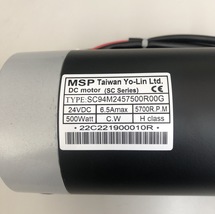 MSP Taiwan Yo-Lin Ltd.
DC motor (SC Series)
TYPE:SC94M2457500R00G
24VDC 6.5Amax 5700R.P.M
500Watt C.W H class
* 22C221900010R *